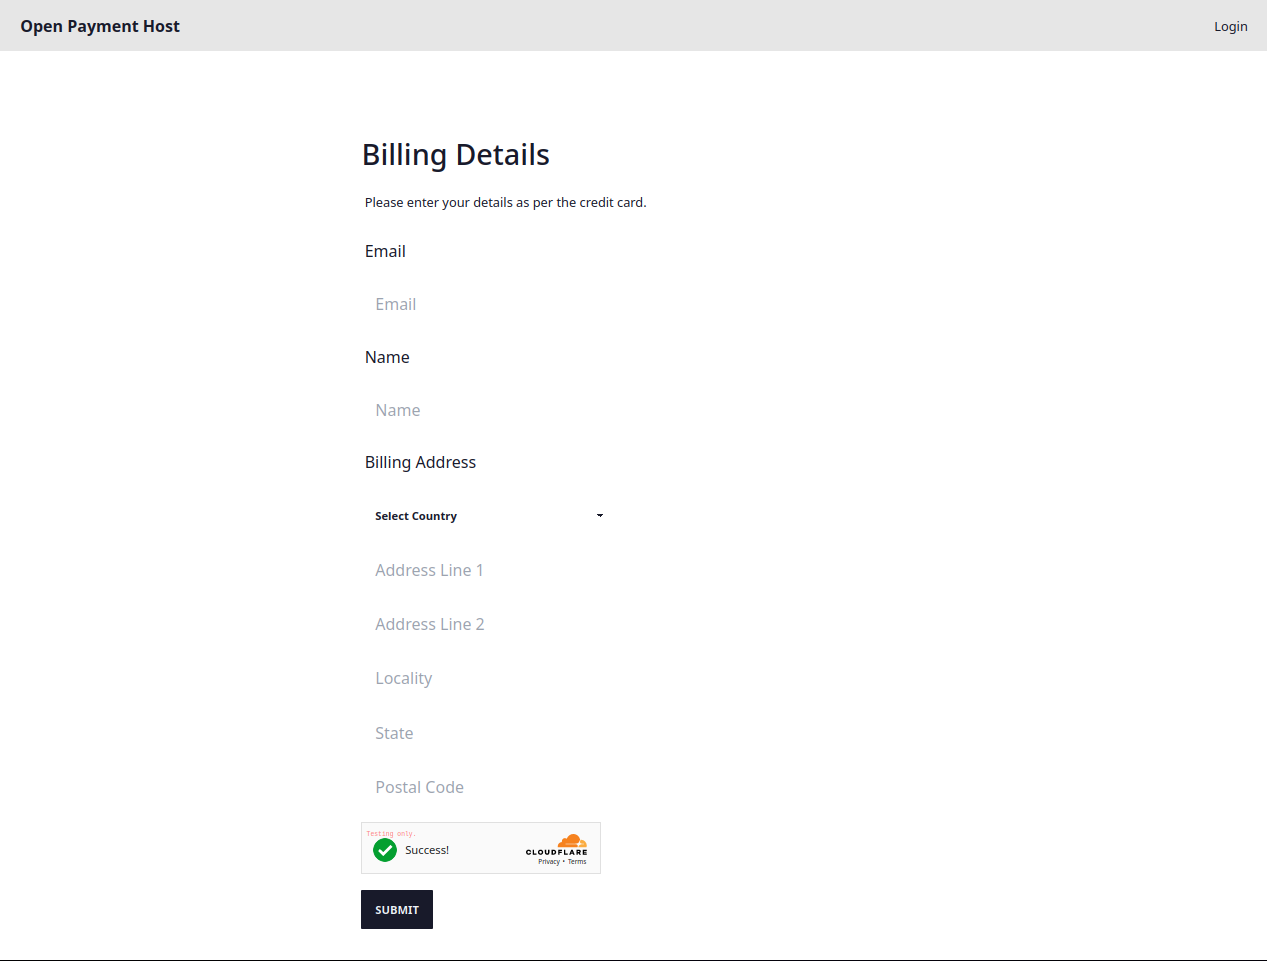 Open Payment Host
Login
Billing Details
Please enter your details as per the credit card.
Email
Email
Name
Name
Billing Address
Select Country
Address Line 1
Address Line 2
Locality
State
Postal Code
Testing only.
Success!
CLOUDFLARE
Privacy • Terms
SUBMIT